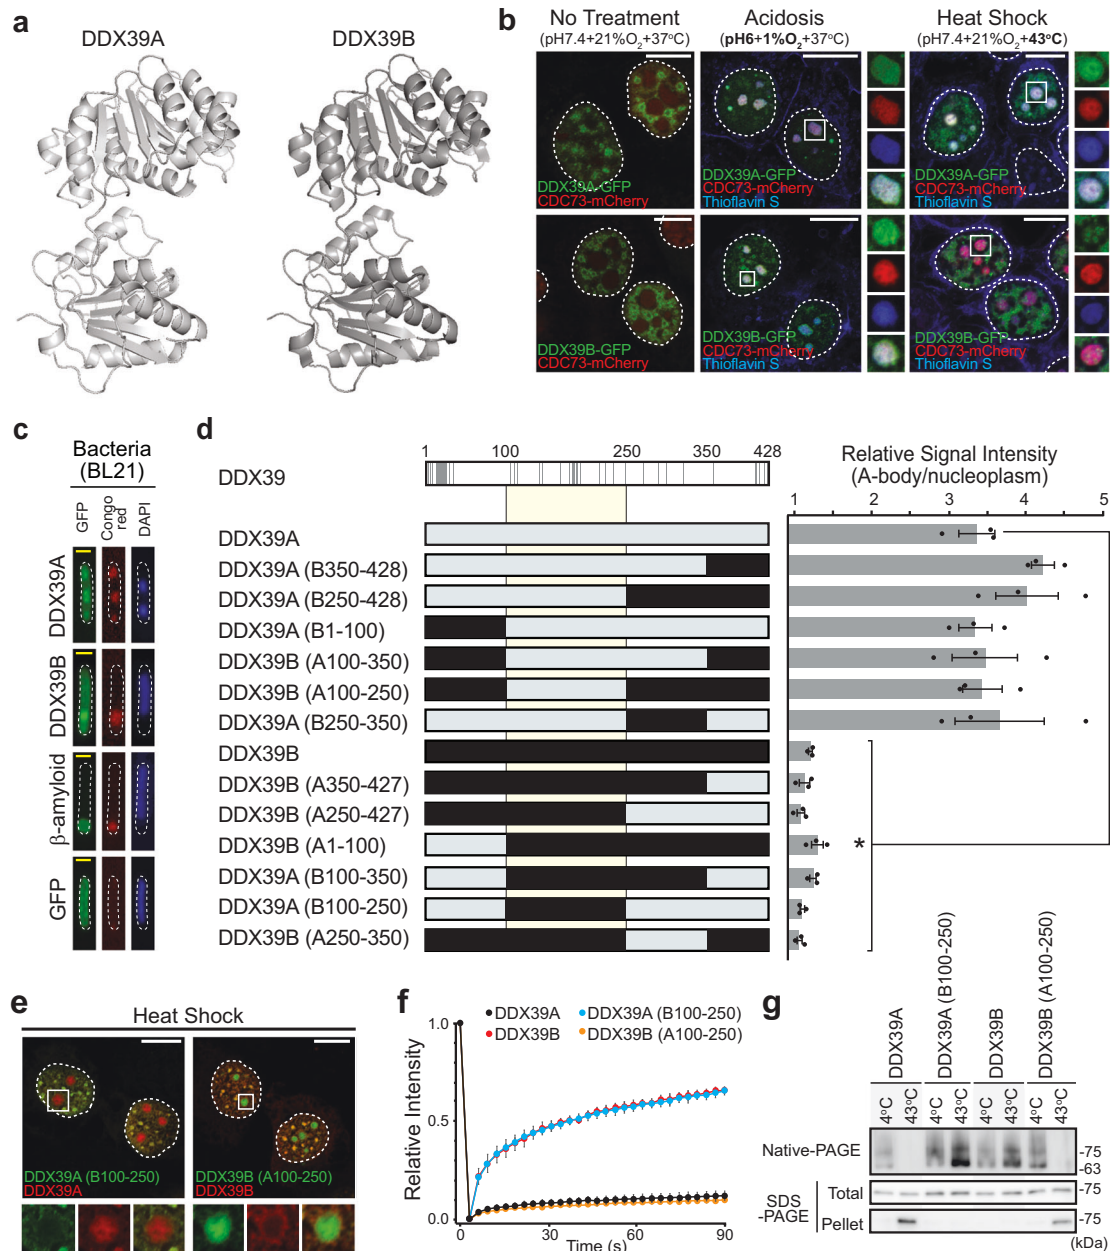 a
DDX39A
DDX39B
b
No Treatment
(pH7.4+21%O2+37°C)
Acidosis
(pH6+1%O2+37°C)
Heat Shock
(pH7.4+21%O2+43°C)
DDX39A-GFP
CDC73-mCherry
DDX39A-GFP
CDC73-mCherry
Thioflavin S
DDX39A-GFP
CDC73-mCherry
Thioflavin S
DDX39B-GFP
CDC73-mCherry
DDX39B-GFP
CDC73-mCherry
Thioflavin S
DDX39B-GFP
CDC73-mCherry
Thioflavin S
c
Bacteria
(BL21)
GFP
Congo
red
DAPI
DDX39A
DDX39B
β-amyloid
GFP
d
1 100 250 350 428
DDX39
DDX39A
DDX39A (B350-428)
DDX39A (B250-428)
DDX39A (B1-100)
DDX39B (A100-350)
DDX39B (A100-250)
DDX39A (B250-350)
DDX39B
DDX39B (A350-427)
DDX39B (A250-427)
DDX39B (A1-100)
DDX39A (B100-350)
DDX39A (B100-250)
DDX39B (A250-350)
Relative Signal Intensity
(A-body/nucleoplasm)
1 2 3 4 5
*
e
Heat Shock
DDX39A (B100-250)
DDX39A
DDX39B (A100-250)
DDX39B
f
DDX39A
DDX39B
DDX39A (B100-250)
DDX39B (A100-250)
Relative Intensity
1.0
0.5
0.0
0 30 60 90
Time (s)
g
DDX39A
DDX39A (B100-250)
DDX39B
DDX39B (A100-250)
4°C 43°C 4°C 43°C 4°C 43°C 4°C 43°C
Native-PAGE
-75
-63
SDS
-PAGE
Total
-75
Pellet
-75
(kDa)